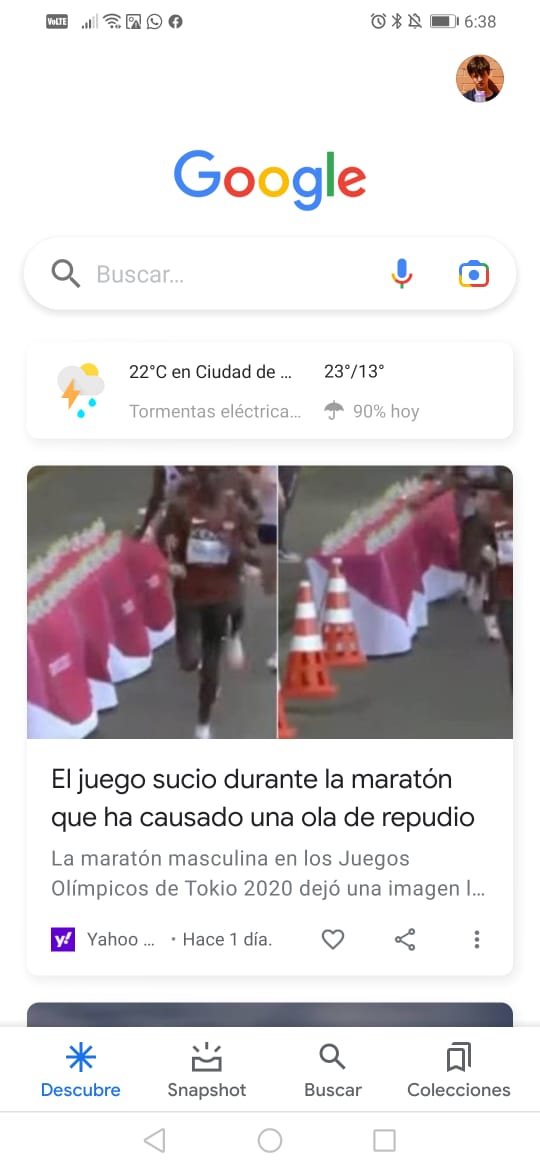 VoLTE 6:38
Google
Buscar...
22°C en Ciudad de ... 23°/13°
Tormentas eléctrica... 90% hoy
El juego sucio durante la maratón
que ha causado una ola de repudio
La maratón masculina en los Juegos
Olímpicos de Tokio 2020 dejó una imagen l...
y! Yahoo ... · Hace 1 día.
Descubre Snapshot Buscar Colecciones